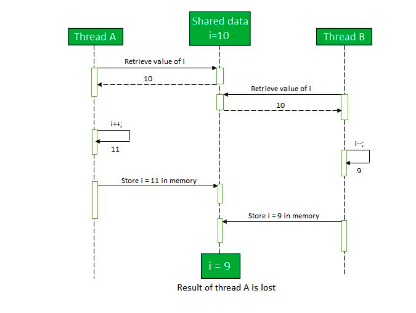 Thread A
Shared data
i=10
Thread B
Retrieve value of i
10
Retrieve value of i
10
i++;
11
i--;
9
Store i = 11 in memory
Store i = 9 in memory
i = 9
Result of thread A is lost